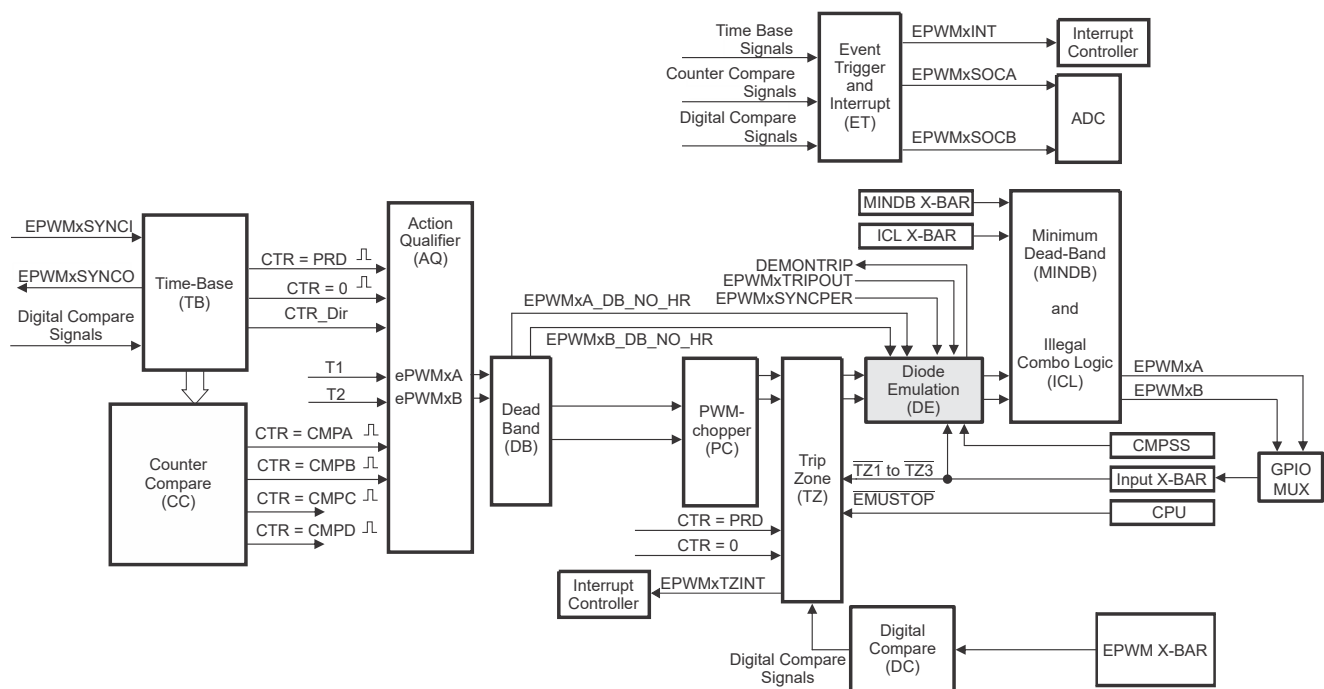 Time Base
Signals
Counter Compare
Signals
Digital Compare
Signals
Event
Trigger
and
Interrupt
(ET)
EPWMxINT
EPWMxSOCA
EPWMxSOCB
Interrupt
Controller
ADC
EPWMxSYNCI
EPWMxSYNCO
Digital Compare
Signals
Time-Base
(TB)
CTR = PRD
CTR = 0
CTR_Dir
T1
T2
Action
Qualifier
(AQ)
ePWMxA
ePWMxB
Counter
Compare
(CC)
CTR = CMPA
CTR = CMPB
CTR = CMPC
CTR = CMPD
EPWMxA_DB_NO_HR
EPWMxB_DB_NO_HR
Dead
Band
(DB)
PWM-
chopper
(PC)
DEMONTRIP
EPWMxTRIPOUT
EPWMxSYNCPER
MINDB X-BAR
ICL X-BAR
Trip
Zone
(TZ)
Diode
Emulation
(DE)
Minimum
Dead-Band
(MINDB)
and
Illegal
Combo Logic
(ICL)
EPWMxA
EPWMxB
CMPSS
TZ1 to TZ3
Input X-BAR
GPIO
MUX
EMUSTOP
CPU
CTR = PRD
CTR = 0
EPWMxTZINT
Interrupt
Controller
Digital Compare
Signals
Digital
Compare
(DC)
EPWM X-BAR